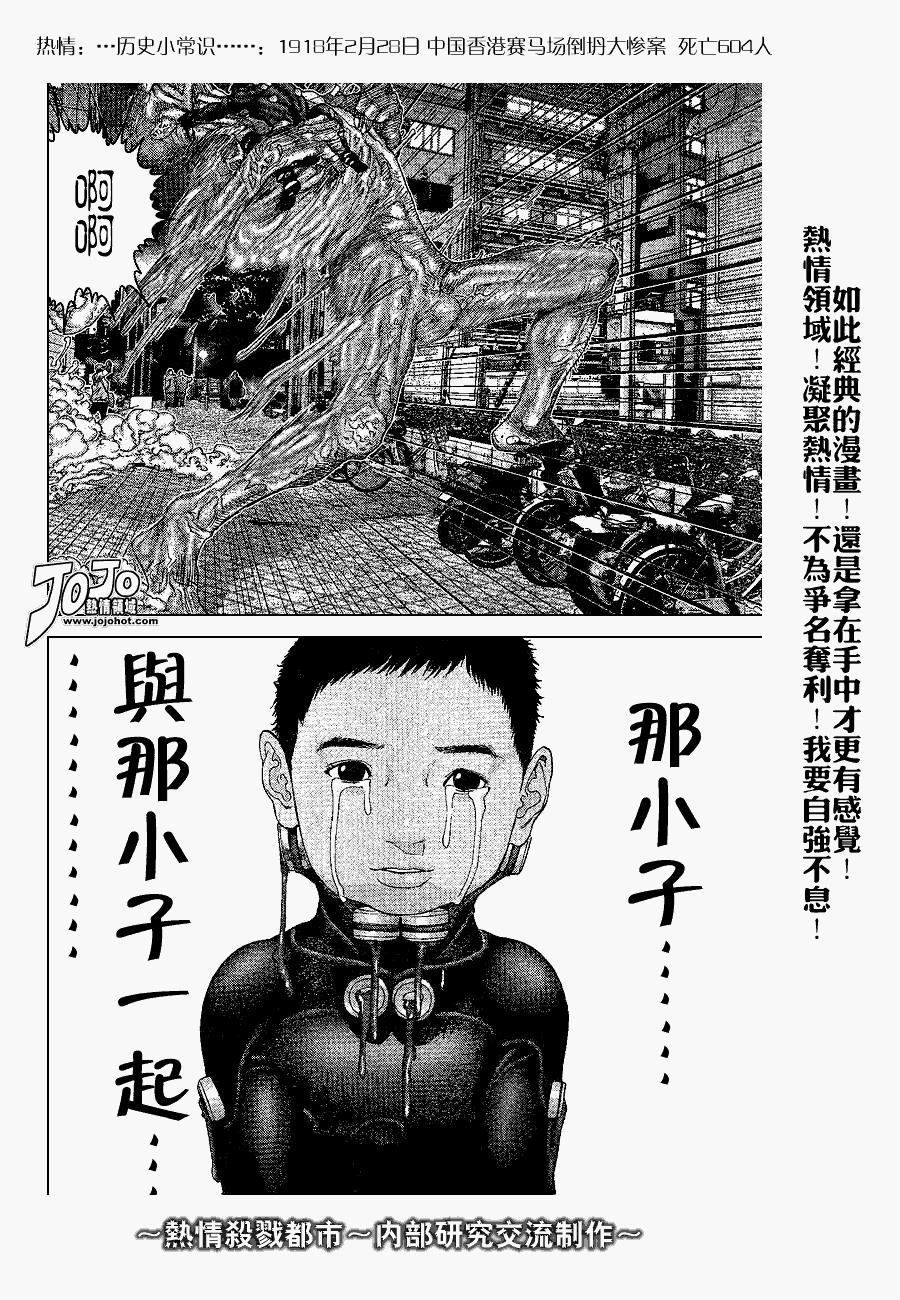 热情：…历史小常识……：1918年2月28日 中国香港赛马场倒坍大惨案 死亡604人
如此經典的漫畫！還是拿在手中才更有感覺！
熱情領域！凝聚熱情！不為爭名奪利！我要自強不息！
啊啊
JOJO
熱情領域
www.jojohot.com
那小子………
與那小子一起…
…………
～熱情殺戮都市～内部研究交流制作～